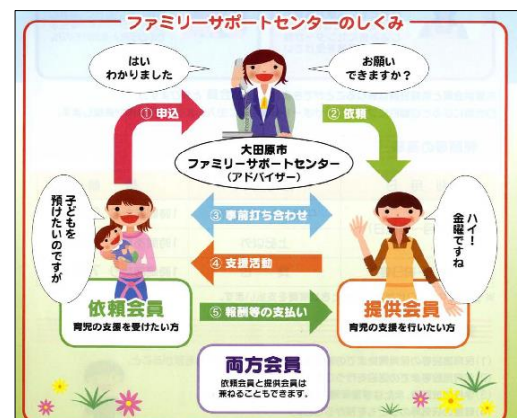 ファミリーサポートセンターのしくみ
はい
わかりました
お願い
できますか？
① 申込
② 依頼
大田原市
ファミリーサポートセンター
（アドバイザー）
子どもを
預けたいのですが
③ 事前打ち合わせ
ハイ！
金曜ですね
④ 支援活動
依頼会員
育児の支援を受けたい方
⑤ 報酬等の支払い
提供会員
育児の支援を行いたい方
両方会員
依頼会員と提供会員は
兼ねることもできます。